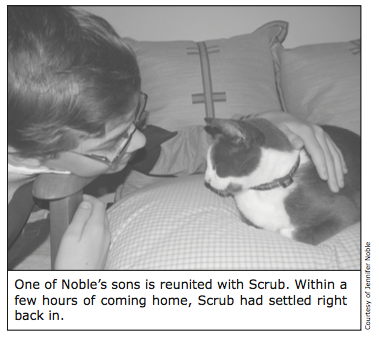 One of Noble's sons is reunited with Scrub. Within a
few hours of coming home, Scrub had settled right
back in.
Courtesy of Jennifer Noble